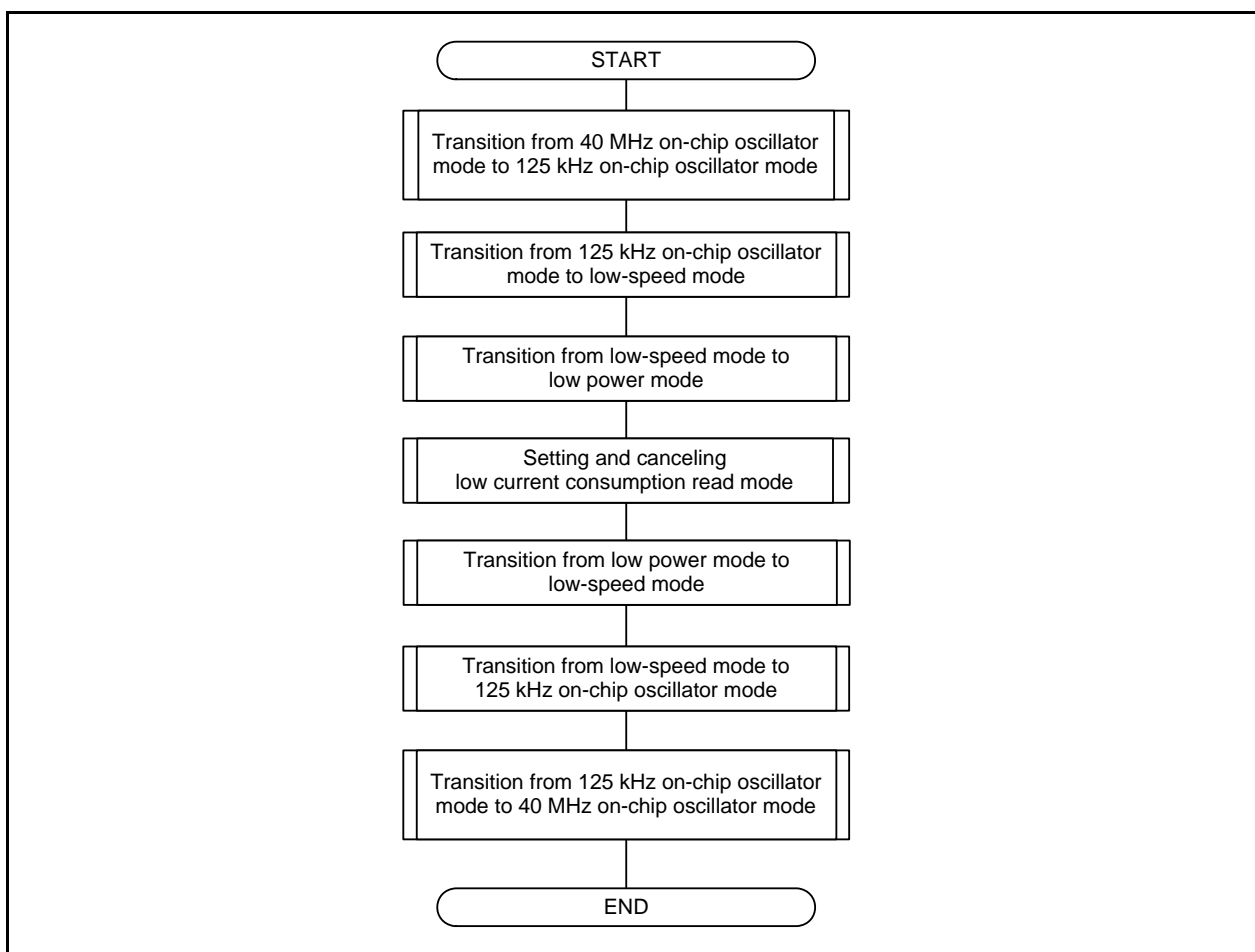 START
Transition from 40 MHz on-chip oscillator
mode to 125 kHz on-chip oscillator mode
Transition from 125 kHz on-chip oscillator
mode to low-speed mode
Transition from low-speed mode to
low power mode
Setting and canceling
low current consumption read mode
Transition from low power mode to
low-speed mode
Transition from low-speed mode to
125 kHz on-chip oscillator mode
Transition from 125 kHz on-chip oscillator
mode to 40 MHz on-chip oscillator mode
END